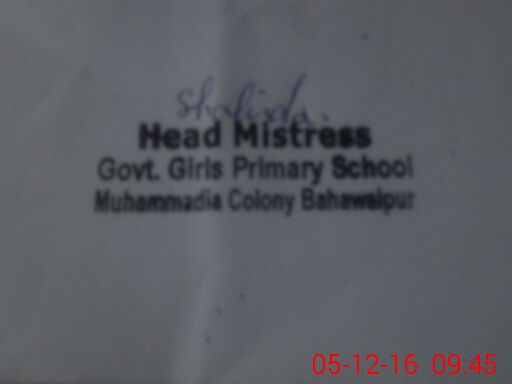 Shahida.
Head Mistress
Govt. Girls Primary School
Muhammadia Colony Bahawalpur
05-12-16 09:45